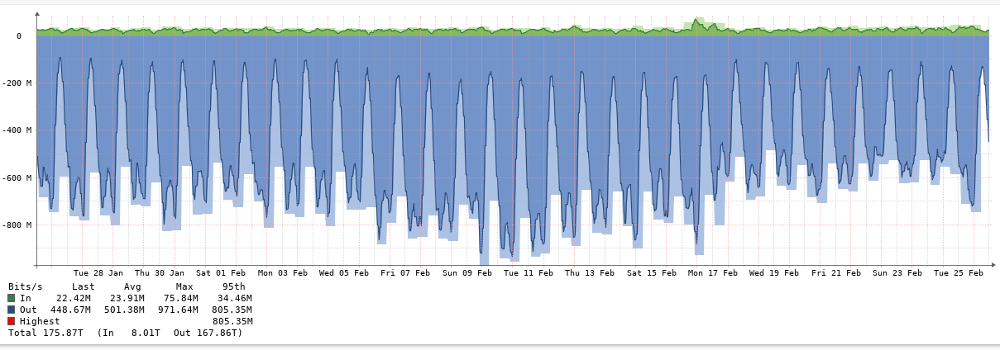 0
-200 M
-400 M
-600 M
-800 M
Tue 28 Jan Thu 30 Jan Sat 01 Feb Mon 03 Feb Wed 05 Feb Fri 07 Feb Sun 09 Feb Tue 11 Feb Thu 13 Feb Sat 15 Feb Mon 17 Feb Wed 19 Feb Fri 21 Feb Sun 23 Feb Tue 25 Feb
Bits/s Last Avg Max 95th
In 22.42M 23.91M 75.84M 34.46M
Out 448.67M 501.38M 971.64M 805.35M
Highest 805.35M
Total 175.87T (In 8.01T Out 167.86T)